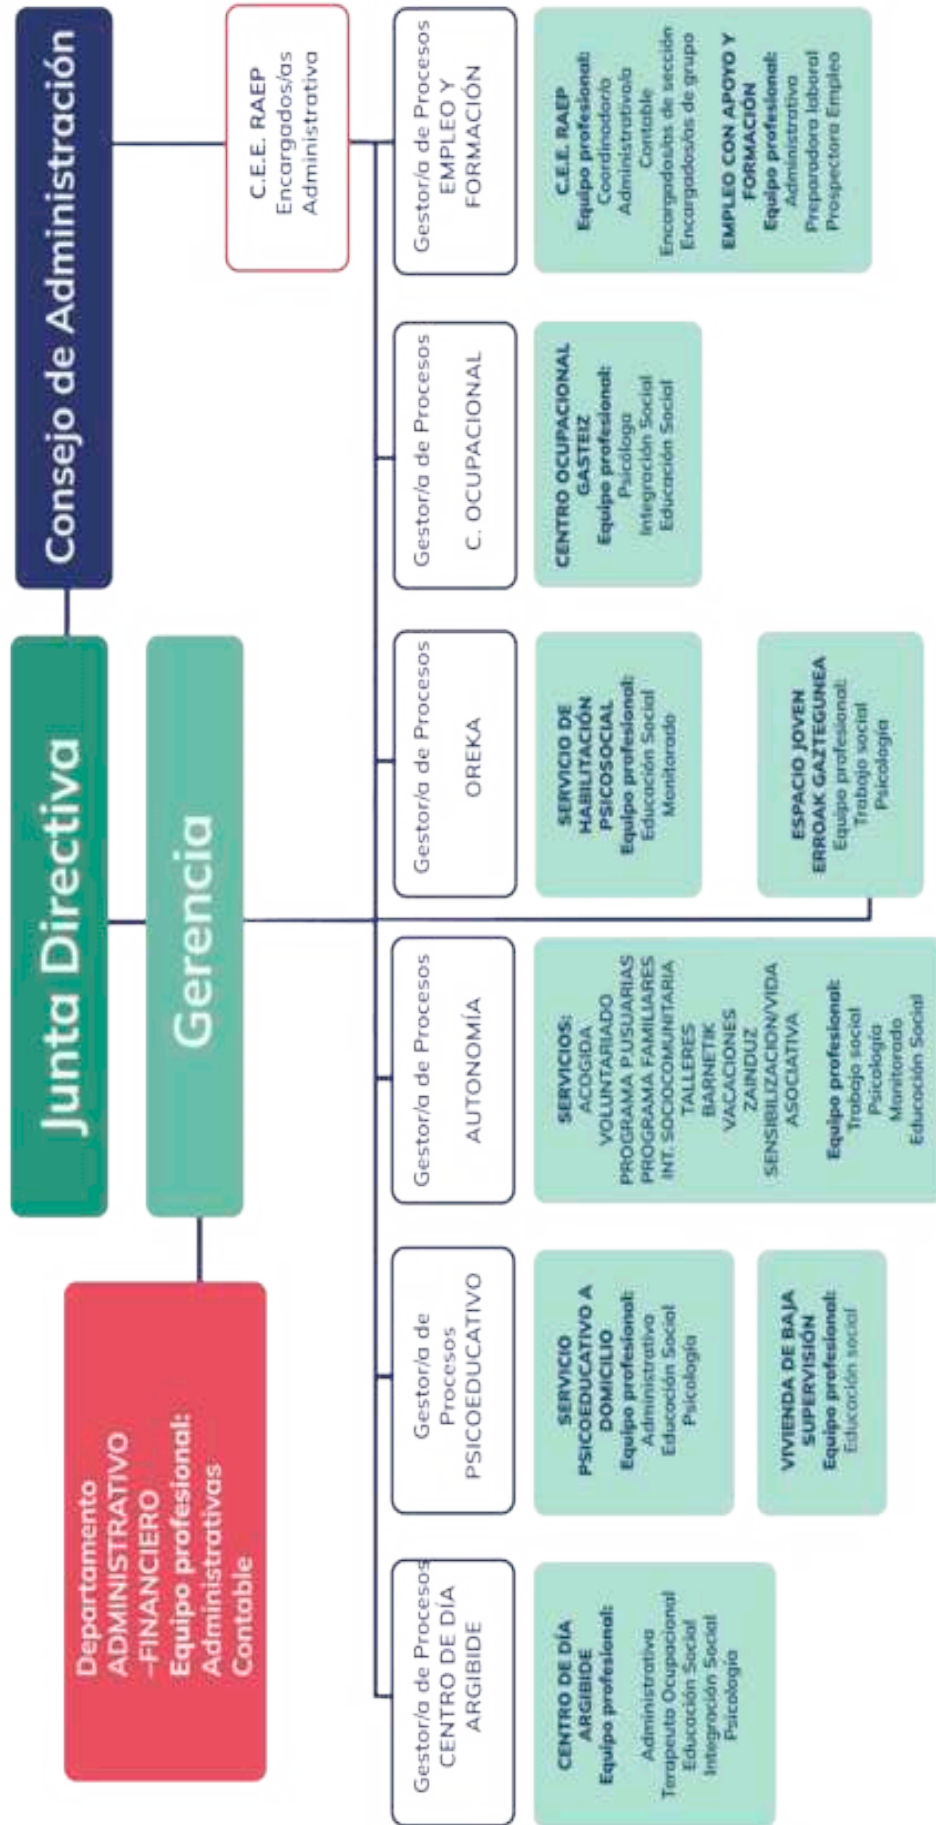 Junta Directiva
Consejo de Administración
Gerencia
Departamento
ADMINISTRATIVO
–FINANCIERO
Equipo profesional:
Administrativas
Contable
C.E.E. RAEP
Encargados/as
Administrativa
Gestor/a de Procesos
CENTRO DE DÍA
ARGIBIDE
Gestor/a de
Procesos
PSICOEDUCATIVO
Gestor/a de Procesos
AUTONOMÍA
Gestor/a de Procesos
OREKA
Gestor/a de Procesos
C. OCUPACIONAL
Gestor/a de Procesos
EMPLEO Y
FORMACIÓN
CENTRO DE DÍA
ARGIBIDE
Equipo profesional:
Administrativa
Terapeuto Ocupacional
Educación Social
Integración Social
Psicología
SERVICIO
PSICOEDUCATIVO A
DOMICILIO
Equipo profesional:
Administrativa
Educación Social
Psicología
VIVIENDA DE BAJA
SUPERVISIÓN
Equipo profesional:
Educación social
SERVICIOS:
ACOGIDA
VOLUNTARIADO
PROGRAMA P.USUARIAS
PROGRAMA FAMILIARES
INT. SOCIOCOMUNITARIA
TALLERES
BARNETIK
VACACIONES
ZAINDUZ
SENSIBILIZACION/VIDA
ASOCIATIVA
Equipo profesional:
Trabajo social
Psicología
Monitorado
Educación Social
SERVICIO DE
HABILITACIÓN
PSICOSOCIAL
Equipo profesional:
Educación Social
Monitorado
ESPACIO JOVEN
ERROAK GAZTEGUNEA
Equipo profesional:
Trabajo social
Psicología
CENTRO OCUPACIONAL
GASTEIZ
Equipo profesional:
Psicóloga
Integración Social
Educación Social
C.E.E. RAEP
Equipo profesional:
Coordinador/a
Administrativa/a
Contable
Encargados/as de sección
Encargados/as de grupo
EMPLEO CON APOYO Y
FORMACIÓN
Equipo profesional:
Administrativa
Preparadora laboral
Prospectora Empleo